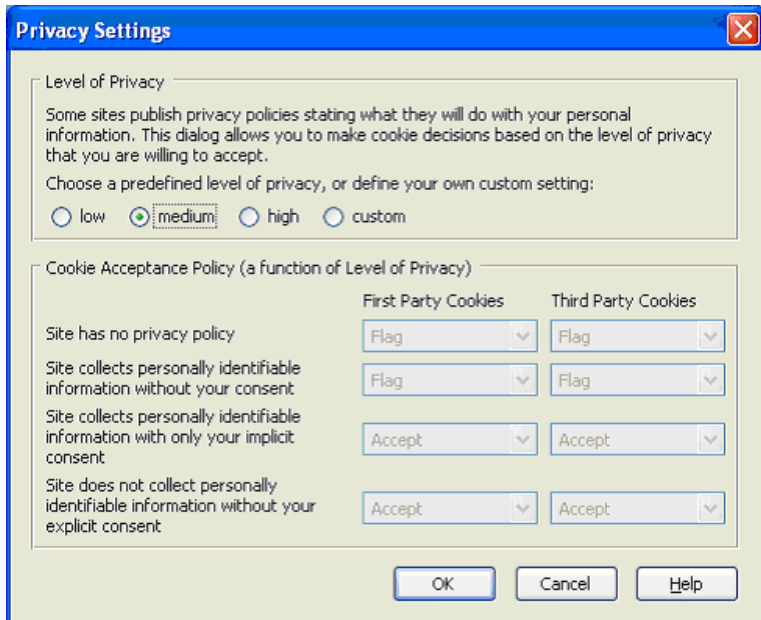 Privacy Settings
Level of Privacy
Some sites publish privacy policies stating what they will do with your personal
information. This dialog allows you to make cookie decisions based on the level of privacy
that you are willing to accept.
Choose a predefined level of privacy, or define your own custom setting:
low medium high custom
Cookie Acceptance Policy (a function of Level of Privacy)
First Party Cookies Third Party Cookies
Site has no privacy policy Flag Flag
Site collects personally identifiable
information without your consent Flag Flag
Site collects personally identifiable
information with only your implicit
consent Accept Accept
Site does not collect personally
identifiable information without your
explicit consent Accept Accept
OK Cancel Help